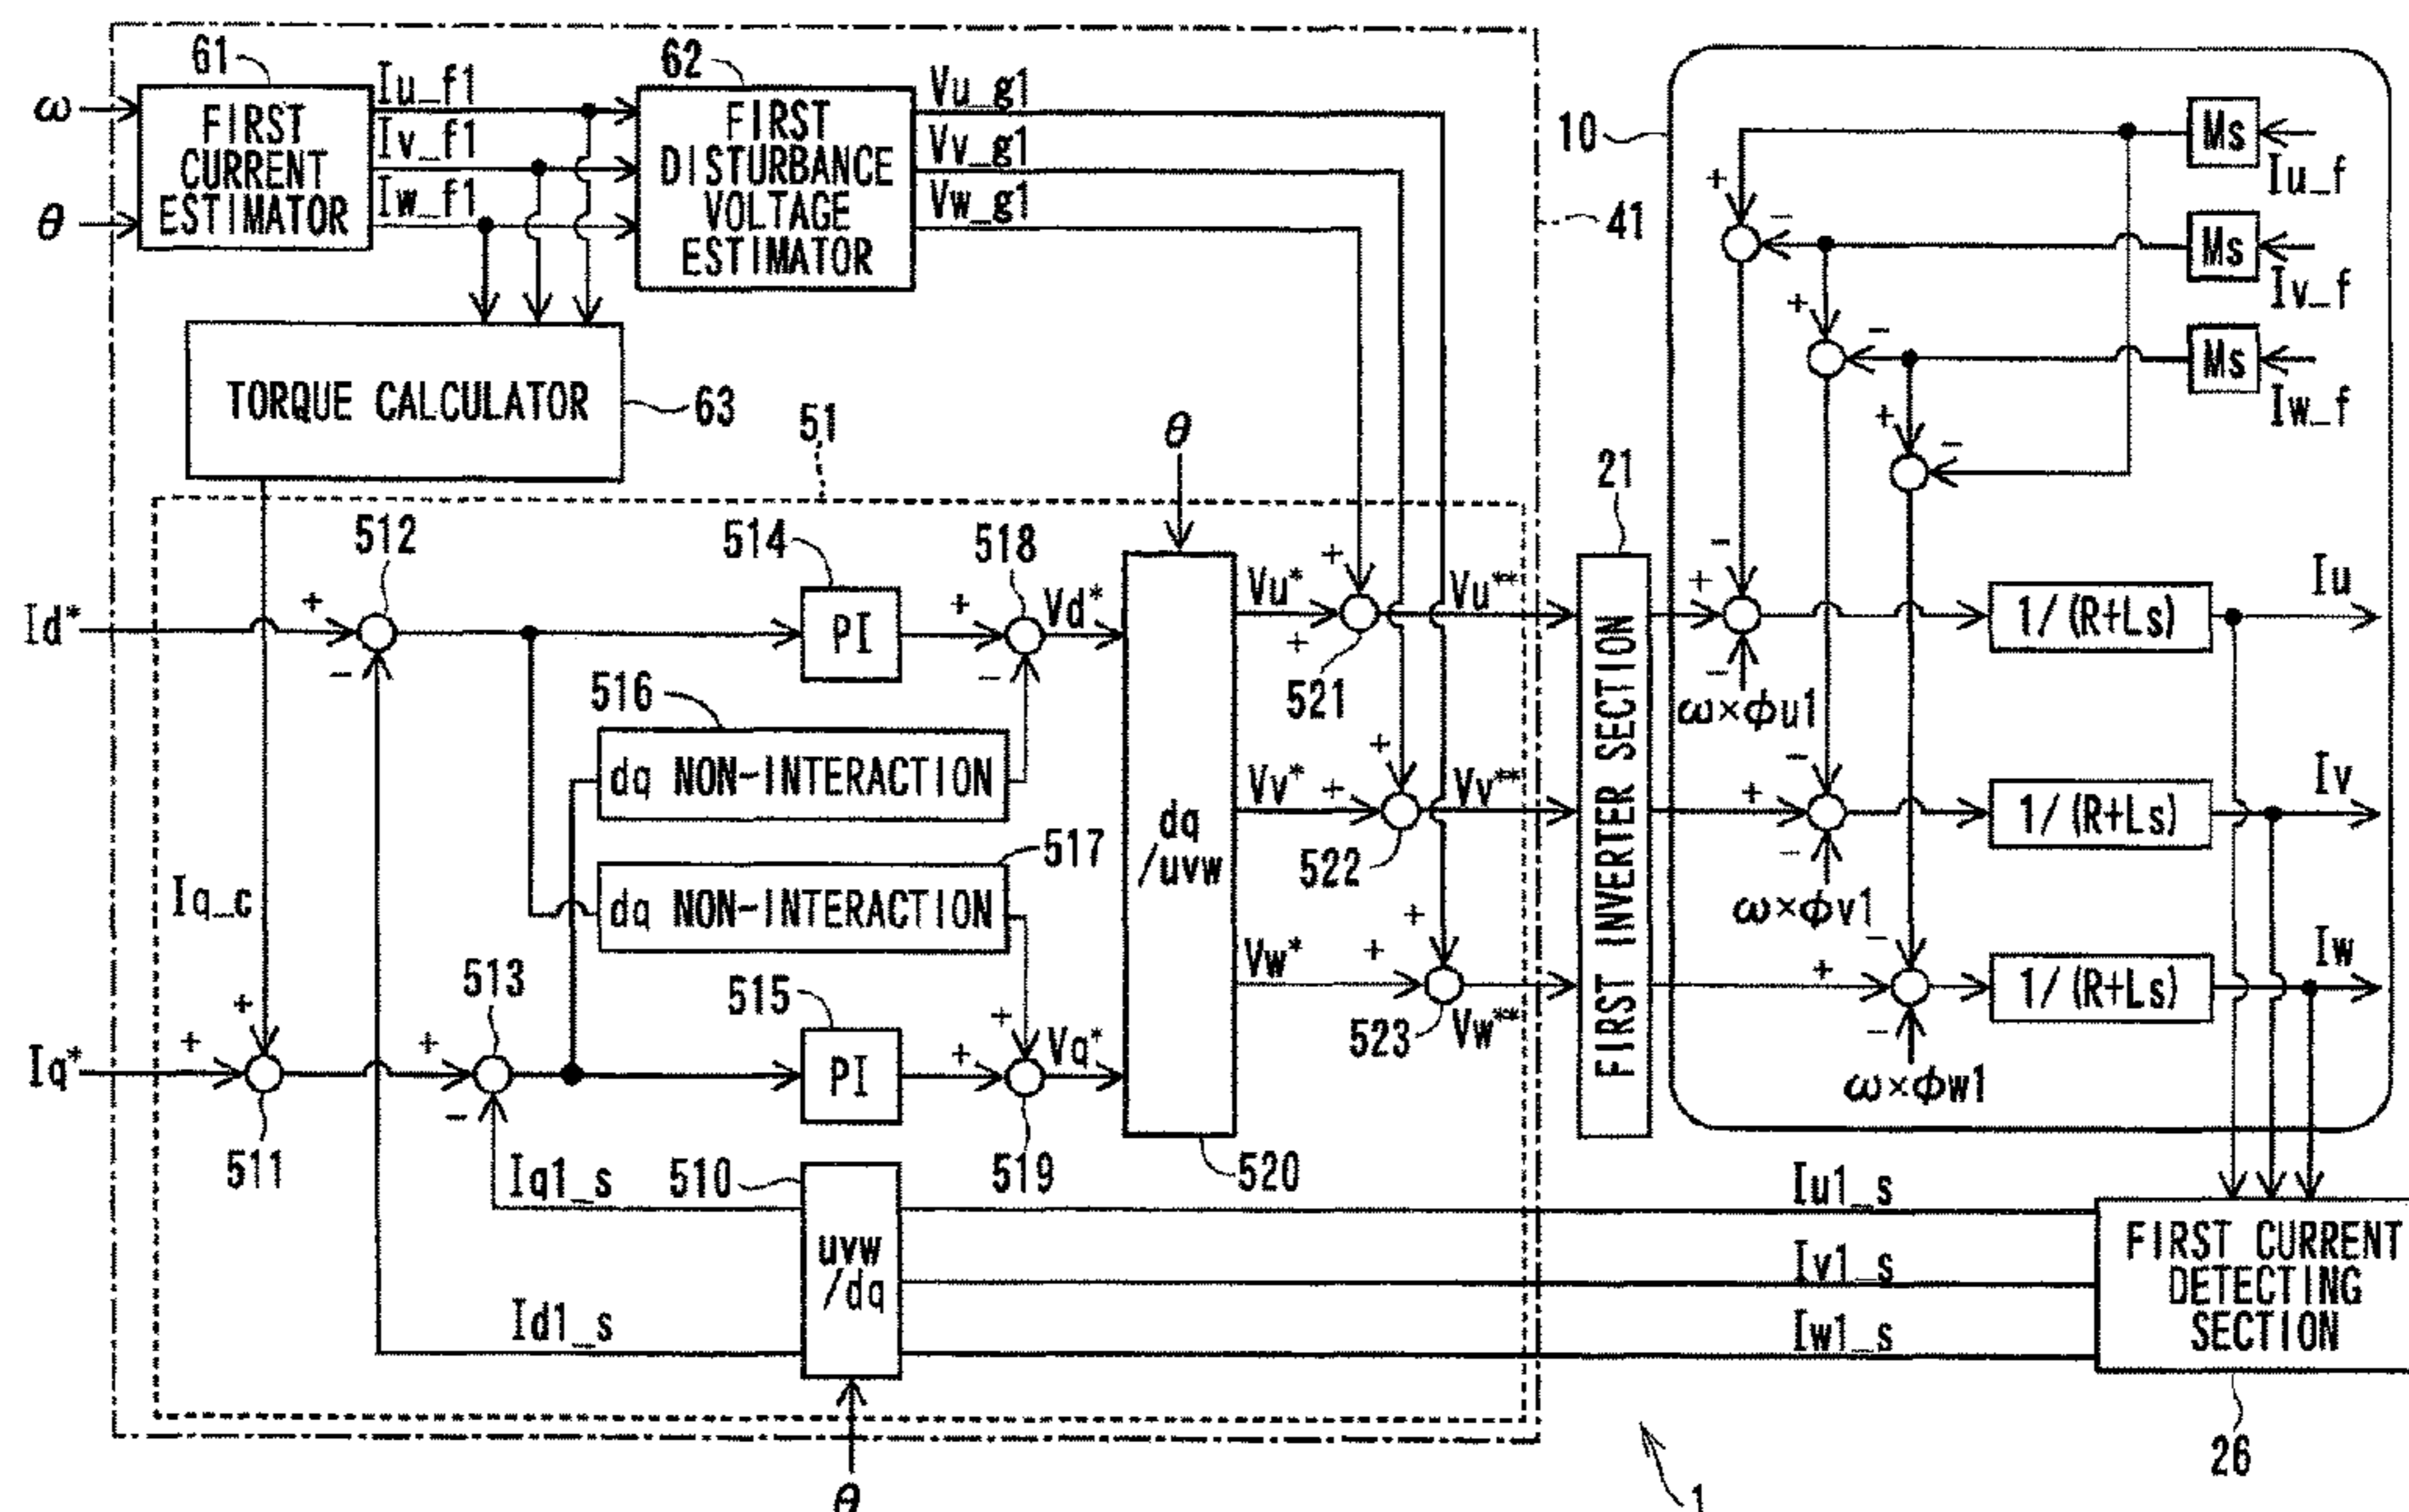 61
62
ω
θ
FIRST
CURRENT
ESTIMATOR
Iu_f1
Iv_f1
Iw_f1
FIRST
DISTURBANCE
VOLTAGE
ESTIMATOR
Vu_g1
Vv_g1
Vw_g1
41
10
Ms
Iu_f
Ms
Iv_f
Ms
Iw_f
+
-
+
-
+
-
TORQUE CALCULATOR
63
51
θ
21
512
514
518
Id*
+
-
PI
+
-
Vd*
516
dq NON-INTERACTION
517
dq NON-INTERACTION
Iq_c
513
515
Iq*
+
+
+
-
PI
+
+
Vq*
511
519
dq
/uvw
520
Vu*
+
+
Vu**
521
Vv*
+
+
Vv**
522
Vw*
+
+
Vw**
523
FIRST INVERTER SECTION
-
+
-
ω×ϕu1
1/(R+Ls)
Iu
-
+
-
ω×ϕv1
1/(R+Ls)
Iv
-
+
-
ω×ϕw1
1/(R+Ls)
Iw
Iq1_s
510
Id1_s
uvw
/dq
θ
Iu1_s
Iv1_s
Iw1_s
FIRST CURRENT
DETECTING
SECTION
26
1